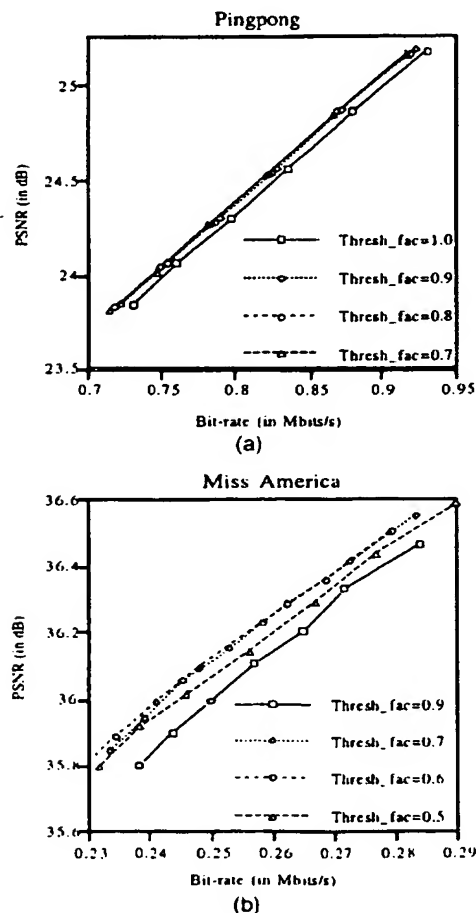 Pingpong
PSNR (in dB)
25
24.5
24
23.5
Thresh_fac=1.0
Thresh_fac=0.9
Thresh_fac=0.8
Thresh_fac=0.7
0.7 0.75 0.8 0.85 0.9 0.95
Bit-rate (in Mbits/s)
(a)
Miss America
PSNR (in dB)
36.6
36.4
36.2
36
35.8
35.6
Thresh_fac=0.9
Thresh_fac=0.7
Thresh_fac=0.6
Thresh_fac=0.5
0.23 0.24 0.25 0.26 0.27 0.28 0.29
Bit-rate (in Mbits/s)
(b)